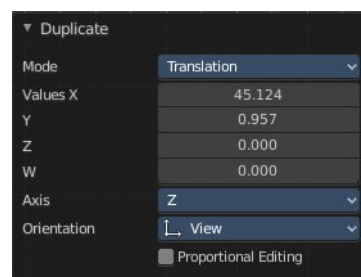 Duplicate
Mode Translation
Values X 45.124
Y 0.957
Z 0.000
W 0.000
Axis Z
Orientation View
Proportional Editing